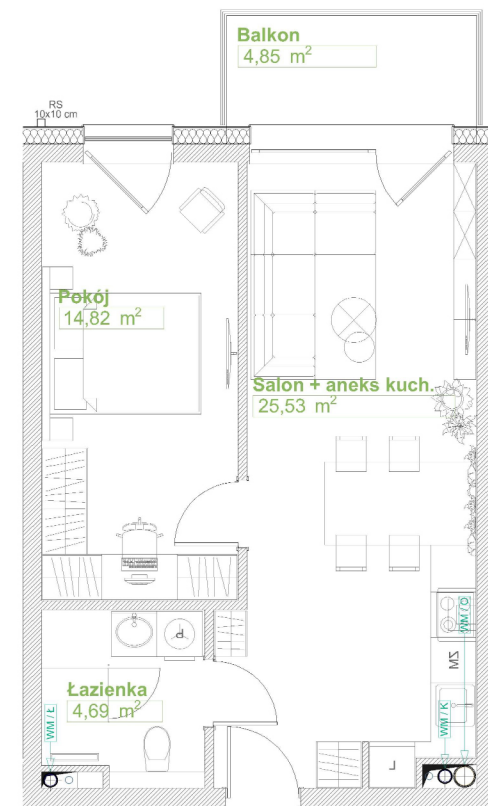 Balkon
4,85 m²
RS
10x10 cm
Pokój
14,82 m²
Salon + aneks kuch.
25,53 m²
WM / O
ZM
P
Łazienka
4,69 m²
WM / Ł
WM / K
L